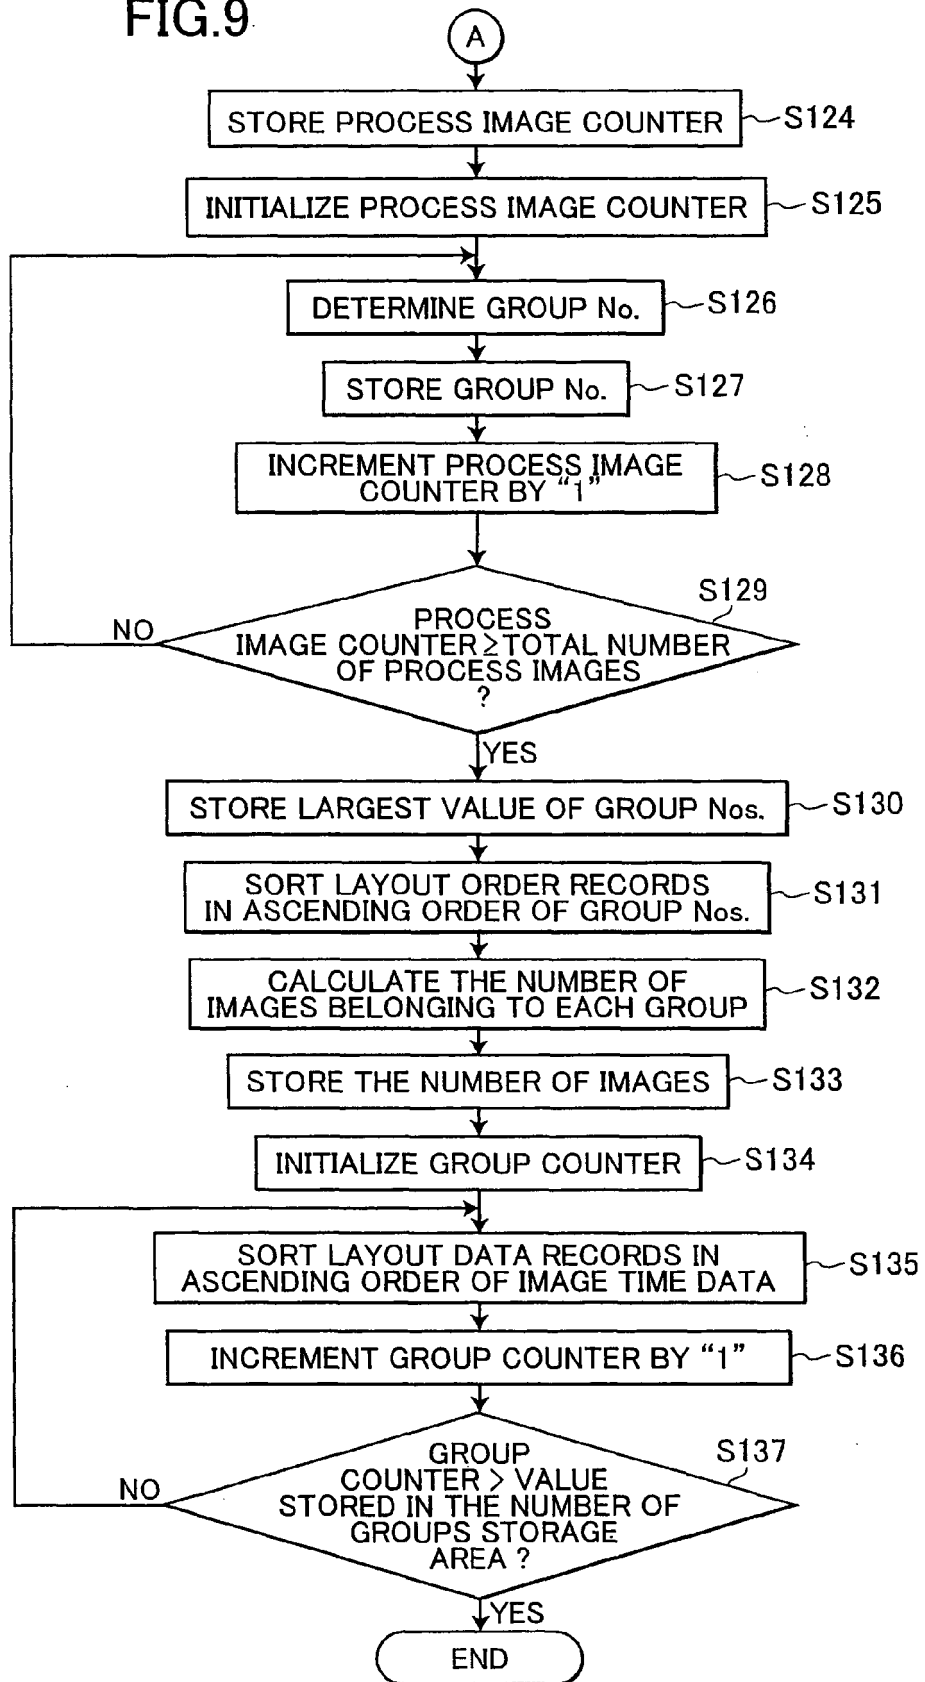 FIG.9
A
STORE PROCESS IMAGE COUNTER
S124
INITIALIZE PROCESS IMAGE COUNTER
S125
DETERMINE GROUP No.
S126
STORE GROUP No.
S127
INCREMENT PROCESS IMAGE
COUNTER BY “1”
S128
S129
PROCESS
IMAGE COUNTER≧TOTAL NUMBER
OF PROCESS IMAGES
?
NO
YES
STORE LARGEST VALUE OF GROUP Nos.
S130
SORT LAYOUT ORDER RECORDS
IN ASCENDING ORDER OF GROUP Nos.
S131
CALCULATE THE NUMBER OF
IMAGES BELONGING TO EACH GROUP
S132
STORE THE NUMBER OF IMAGES
S133
INITIALIZE GROUP COUNTER
S134
SORT LAYOUT DATA RECORDS IN
ASCENDING ORDER OF IMAGE TIME DATA
S135
INCREMENT GROUP COUNTER BY “1”
S136
S137
GROUP
COUNTER > VALUE
STORED IN THE NUMBER OF
GROUPS STORAGE
AREA ?
NO
YES
END